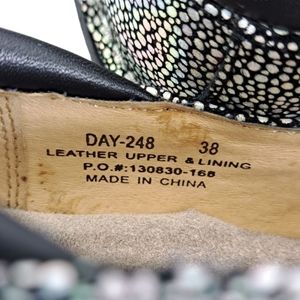 DAY-248 38
LEATHER UPPER & LINING
P.O.#:130830-168
MADE IN CHINA